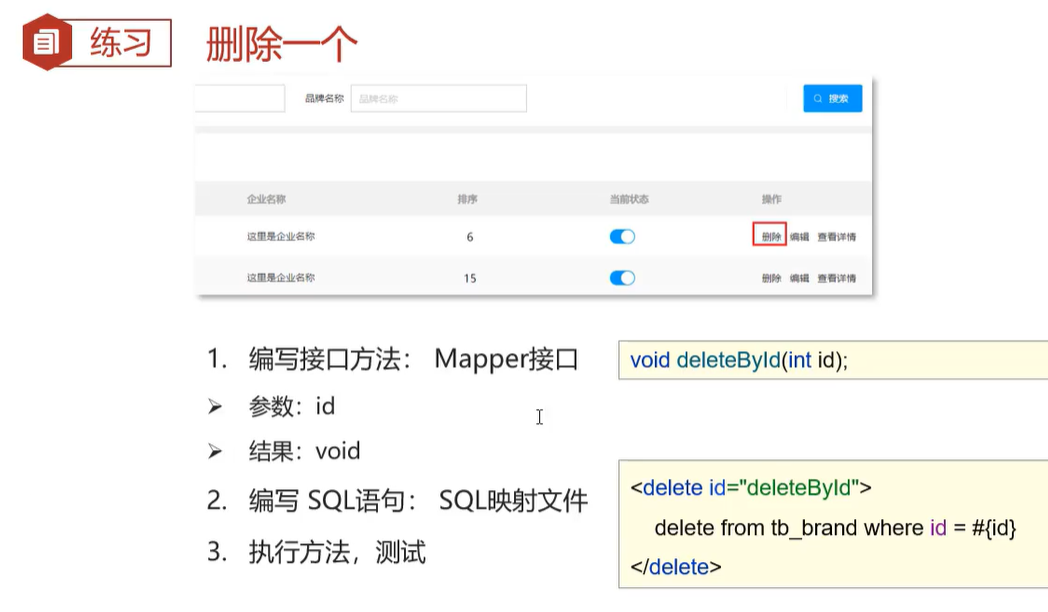 练习 删除一个
品牌名称 品牌名称 搜索
企业名称 排序 当前状态 操作
这里是企业名称 6 删除 编辑 查看详情
这里是企业名称 15 删除 编辑 查看详情
1. 编写接口方法： Mapper接口
➢ 参数：id
➢ 结果：void
2. 编写 SQL语句： SQL映射文件
3. 执行方法，测试
void deleteById(int id);
<delete id="deleteById">
delete from tb_brand where id = #{id}
</delete>